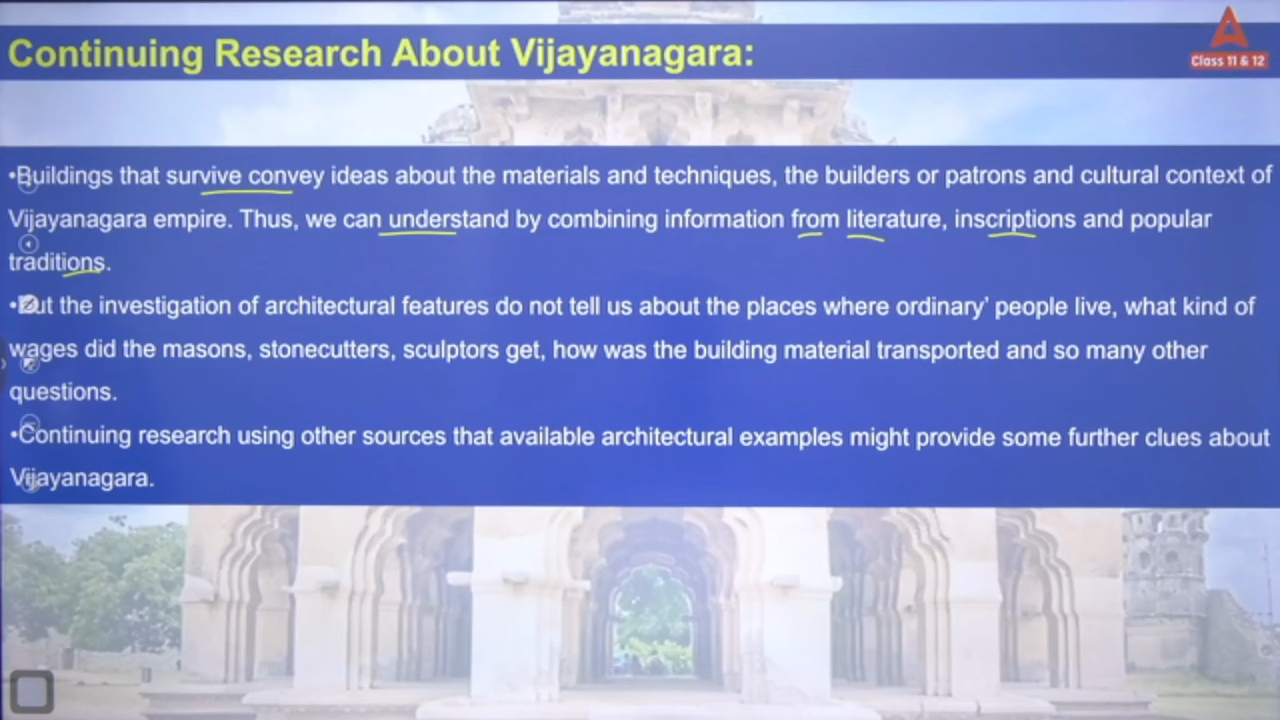 Continuing Research About Vijayanagara:
Class 11 & 12
•Buildings that survive convey ideas about the materials and techniques, the builders or patrons and cultural context of
Vijayanagara empire. Thus, we can understand by combining information from literature, inscriptions and popular
traditions.
•But the investigation of architectural features do not tell us about the places where ordinary' people live, what kind of
wages did the masons, stonecutters, sculptors get, how was the building material transported and so many other
questions.
•Continuing research using other sources that available architectural examples might provide some further clues about
Vijayanagara.